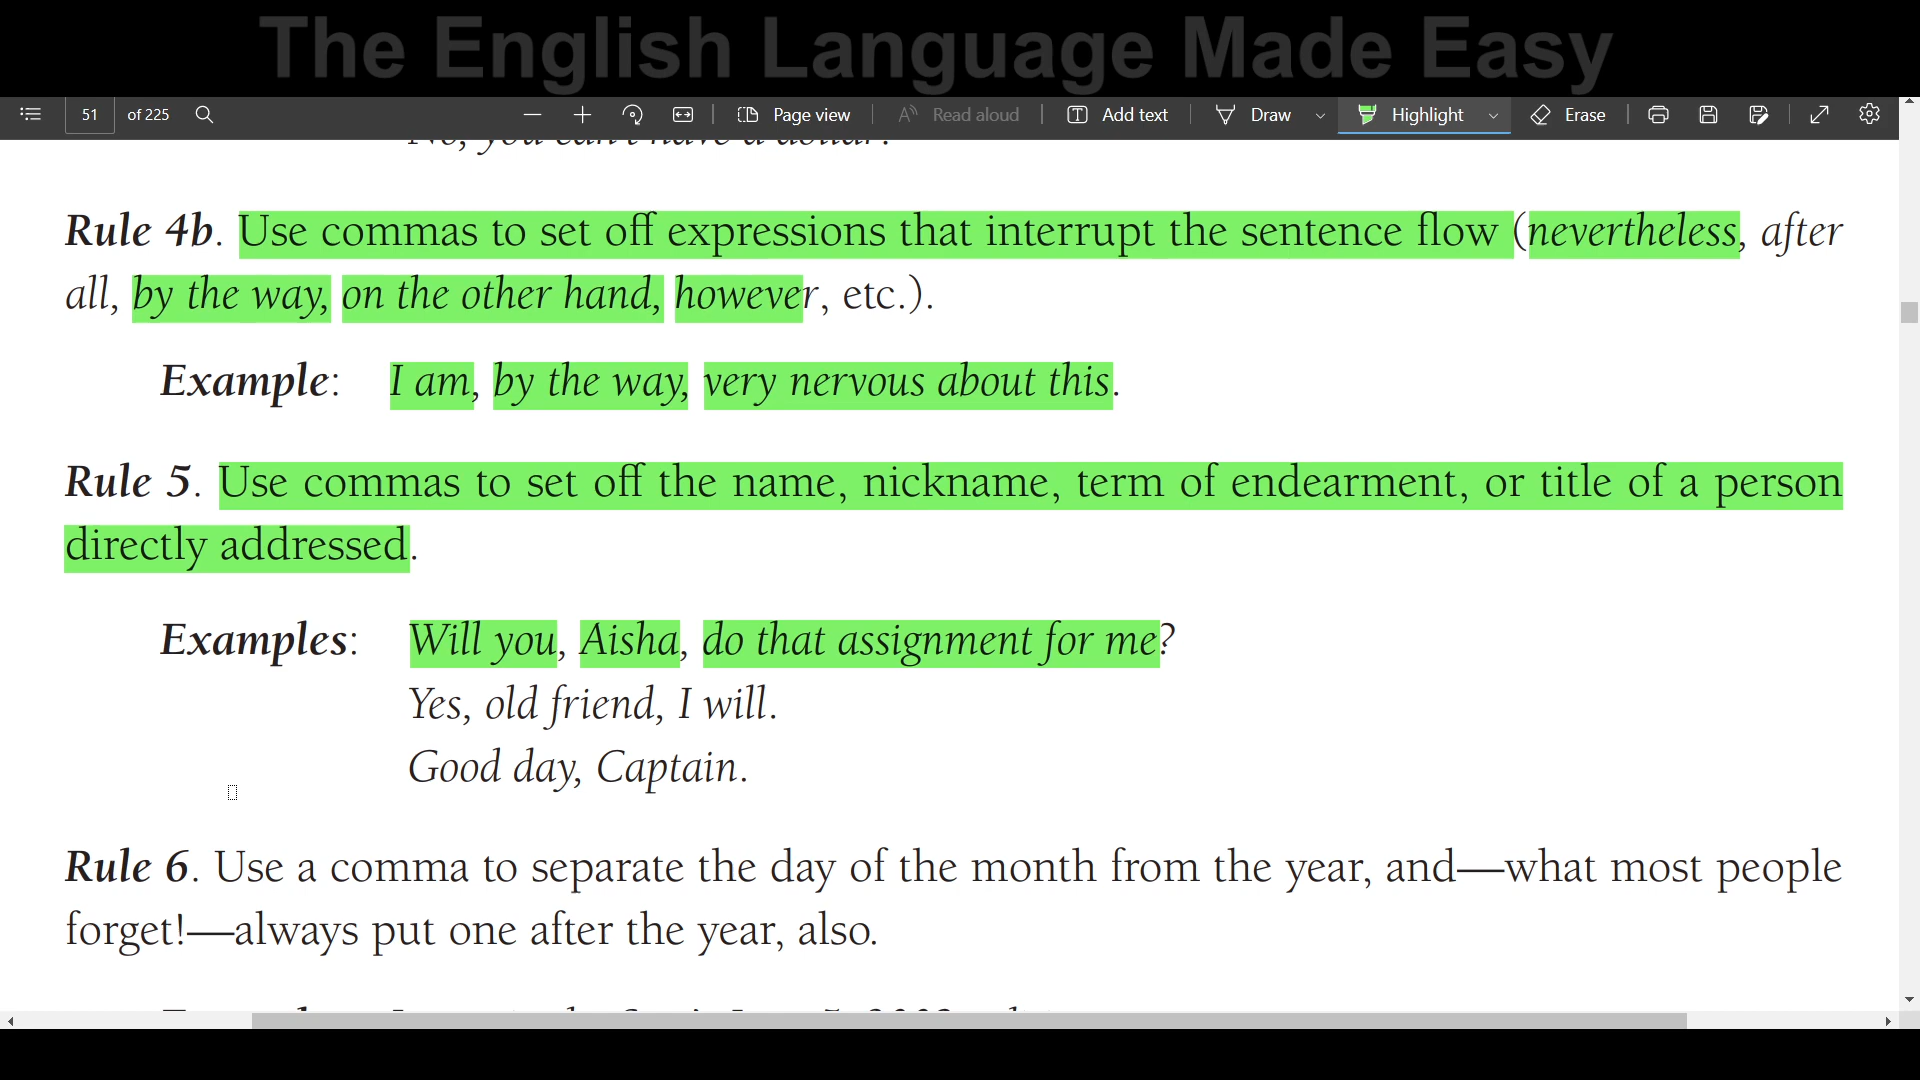 The English Language Made Easy
51 of 225 Page view Read aloud Add text Draw Highlight Erase
No, you can't have a dollar.
Rule 4b. Use commas to set off expressions that interrupt the sentence flow (nevertheless, after
all, by the way, on the other hand, however, etc.).
Example: I am, by the way, very nervous about this.
Rule 5. Use commas to set off the name, nickname, term of endearment, or title of a person
directly addressed.
Examples: Will you, Aisha, do that assignment for me?
Yes, old friend, I will.
Good day, Captain.
Rule 6. Use a comma to separate the day of the month from the year, and—what most people
forget!—always put one after the year, also.